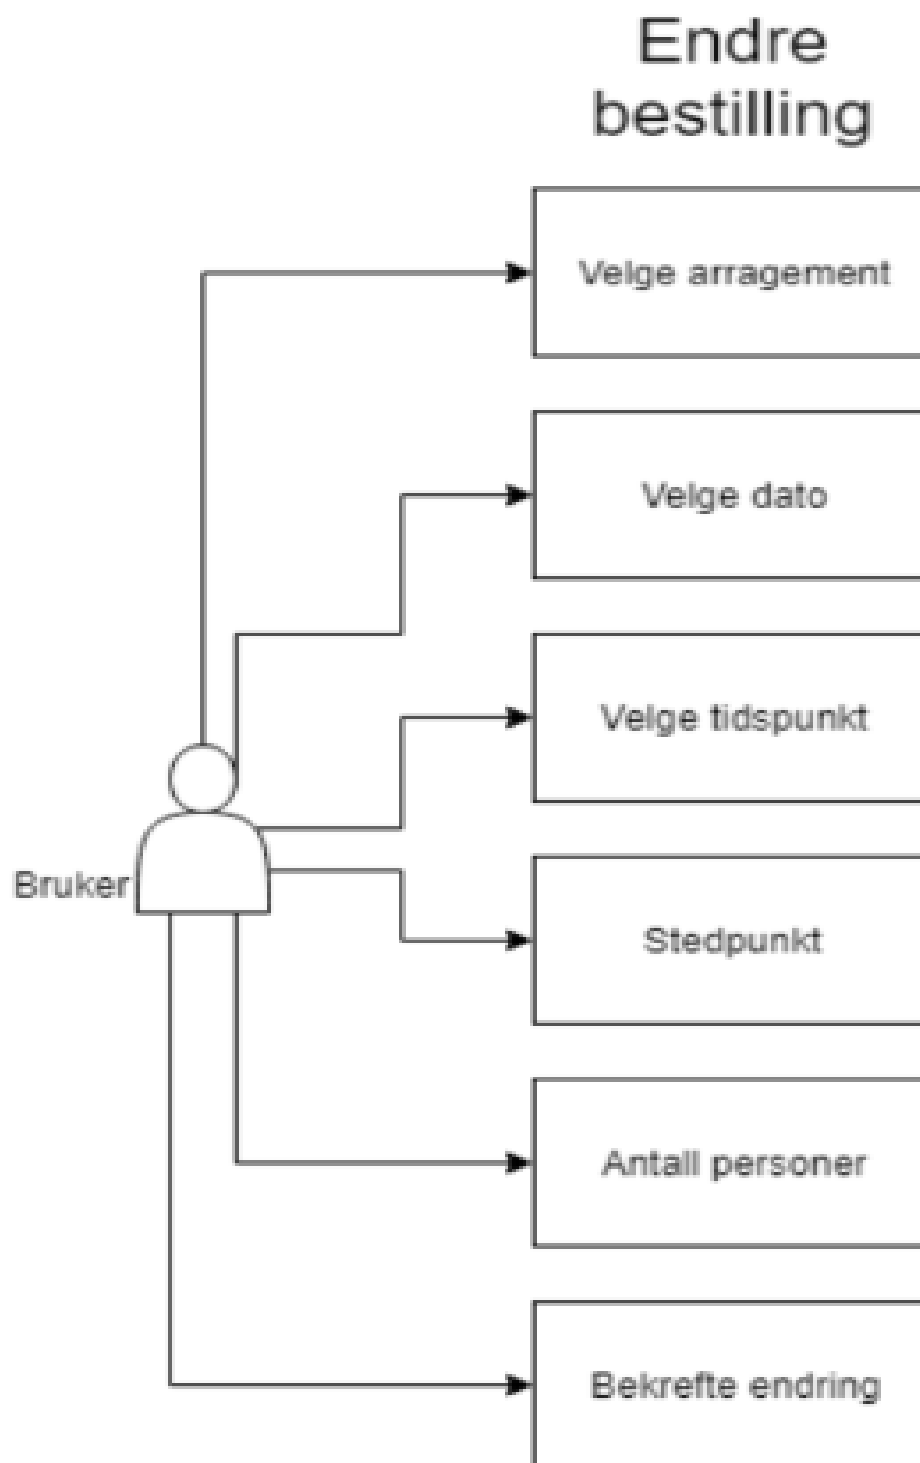 Endre
bestilling
Velge arragement
Velge dato
Velge tidspunkt
Bruker
Stedpunkt
Antall personer
Bekrefte endring